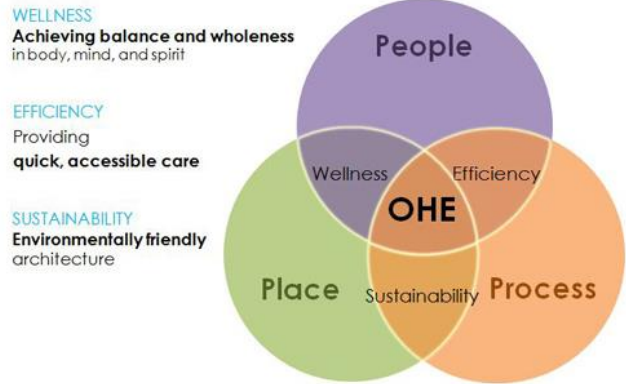 WELLNESS
Achieving balance and wholeness
in body, mind, and spirit
EFFICIENCY
Providing
quick, accessible care
SUSTAINABILITY
Environmentally friendly
architecture
People
Wellness
Efficiency
OHE
Place
Sustainability
Process